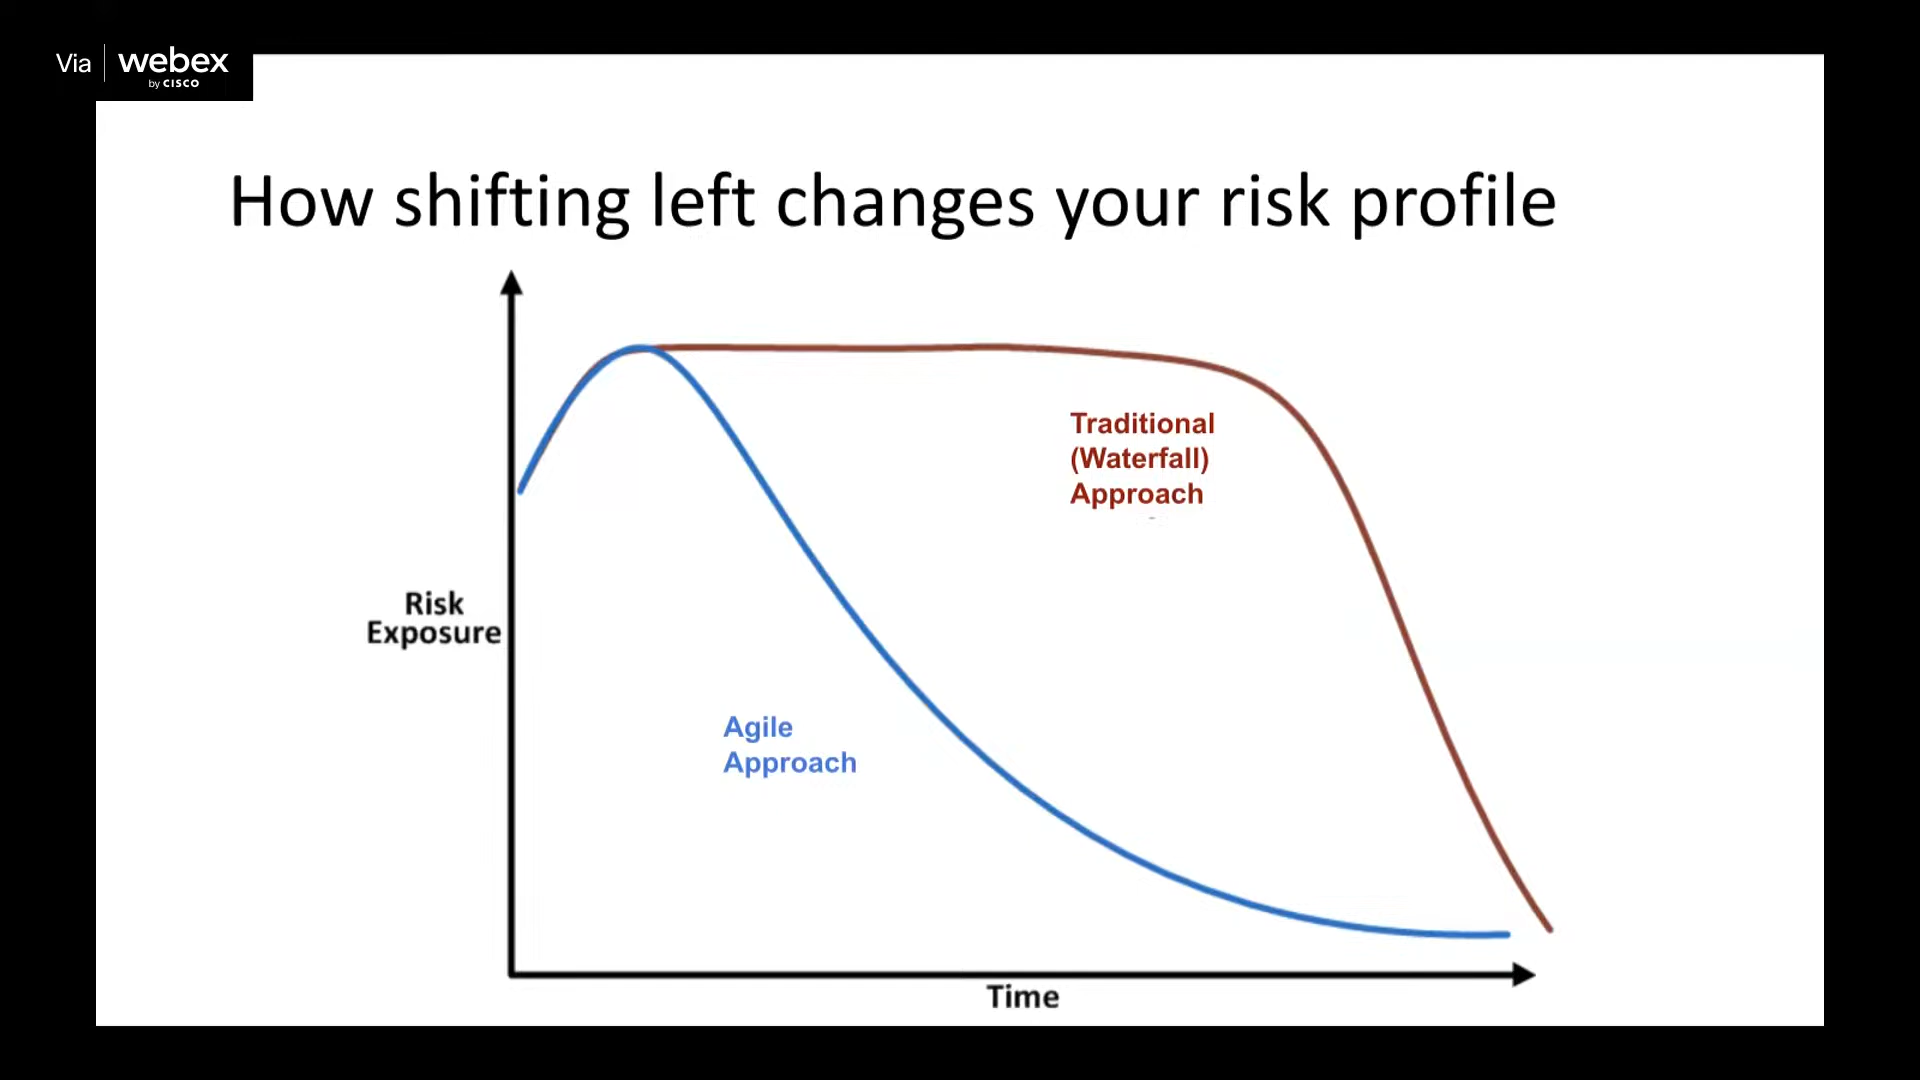 Via webex
by CISCO
How shifting left changes your risk profile
Traditional
(Waterfall)
Approach
Risk
Exposure
Agile
Approach
Time